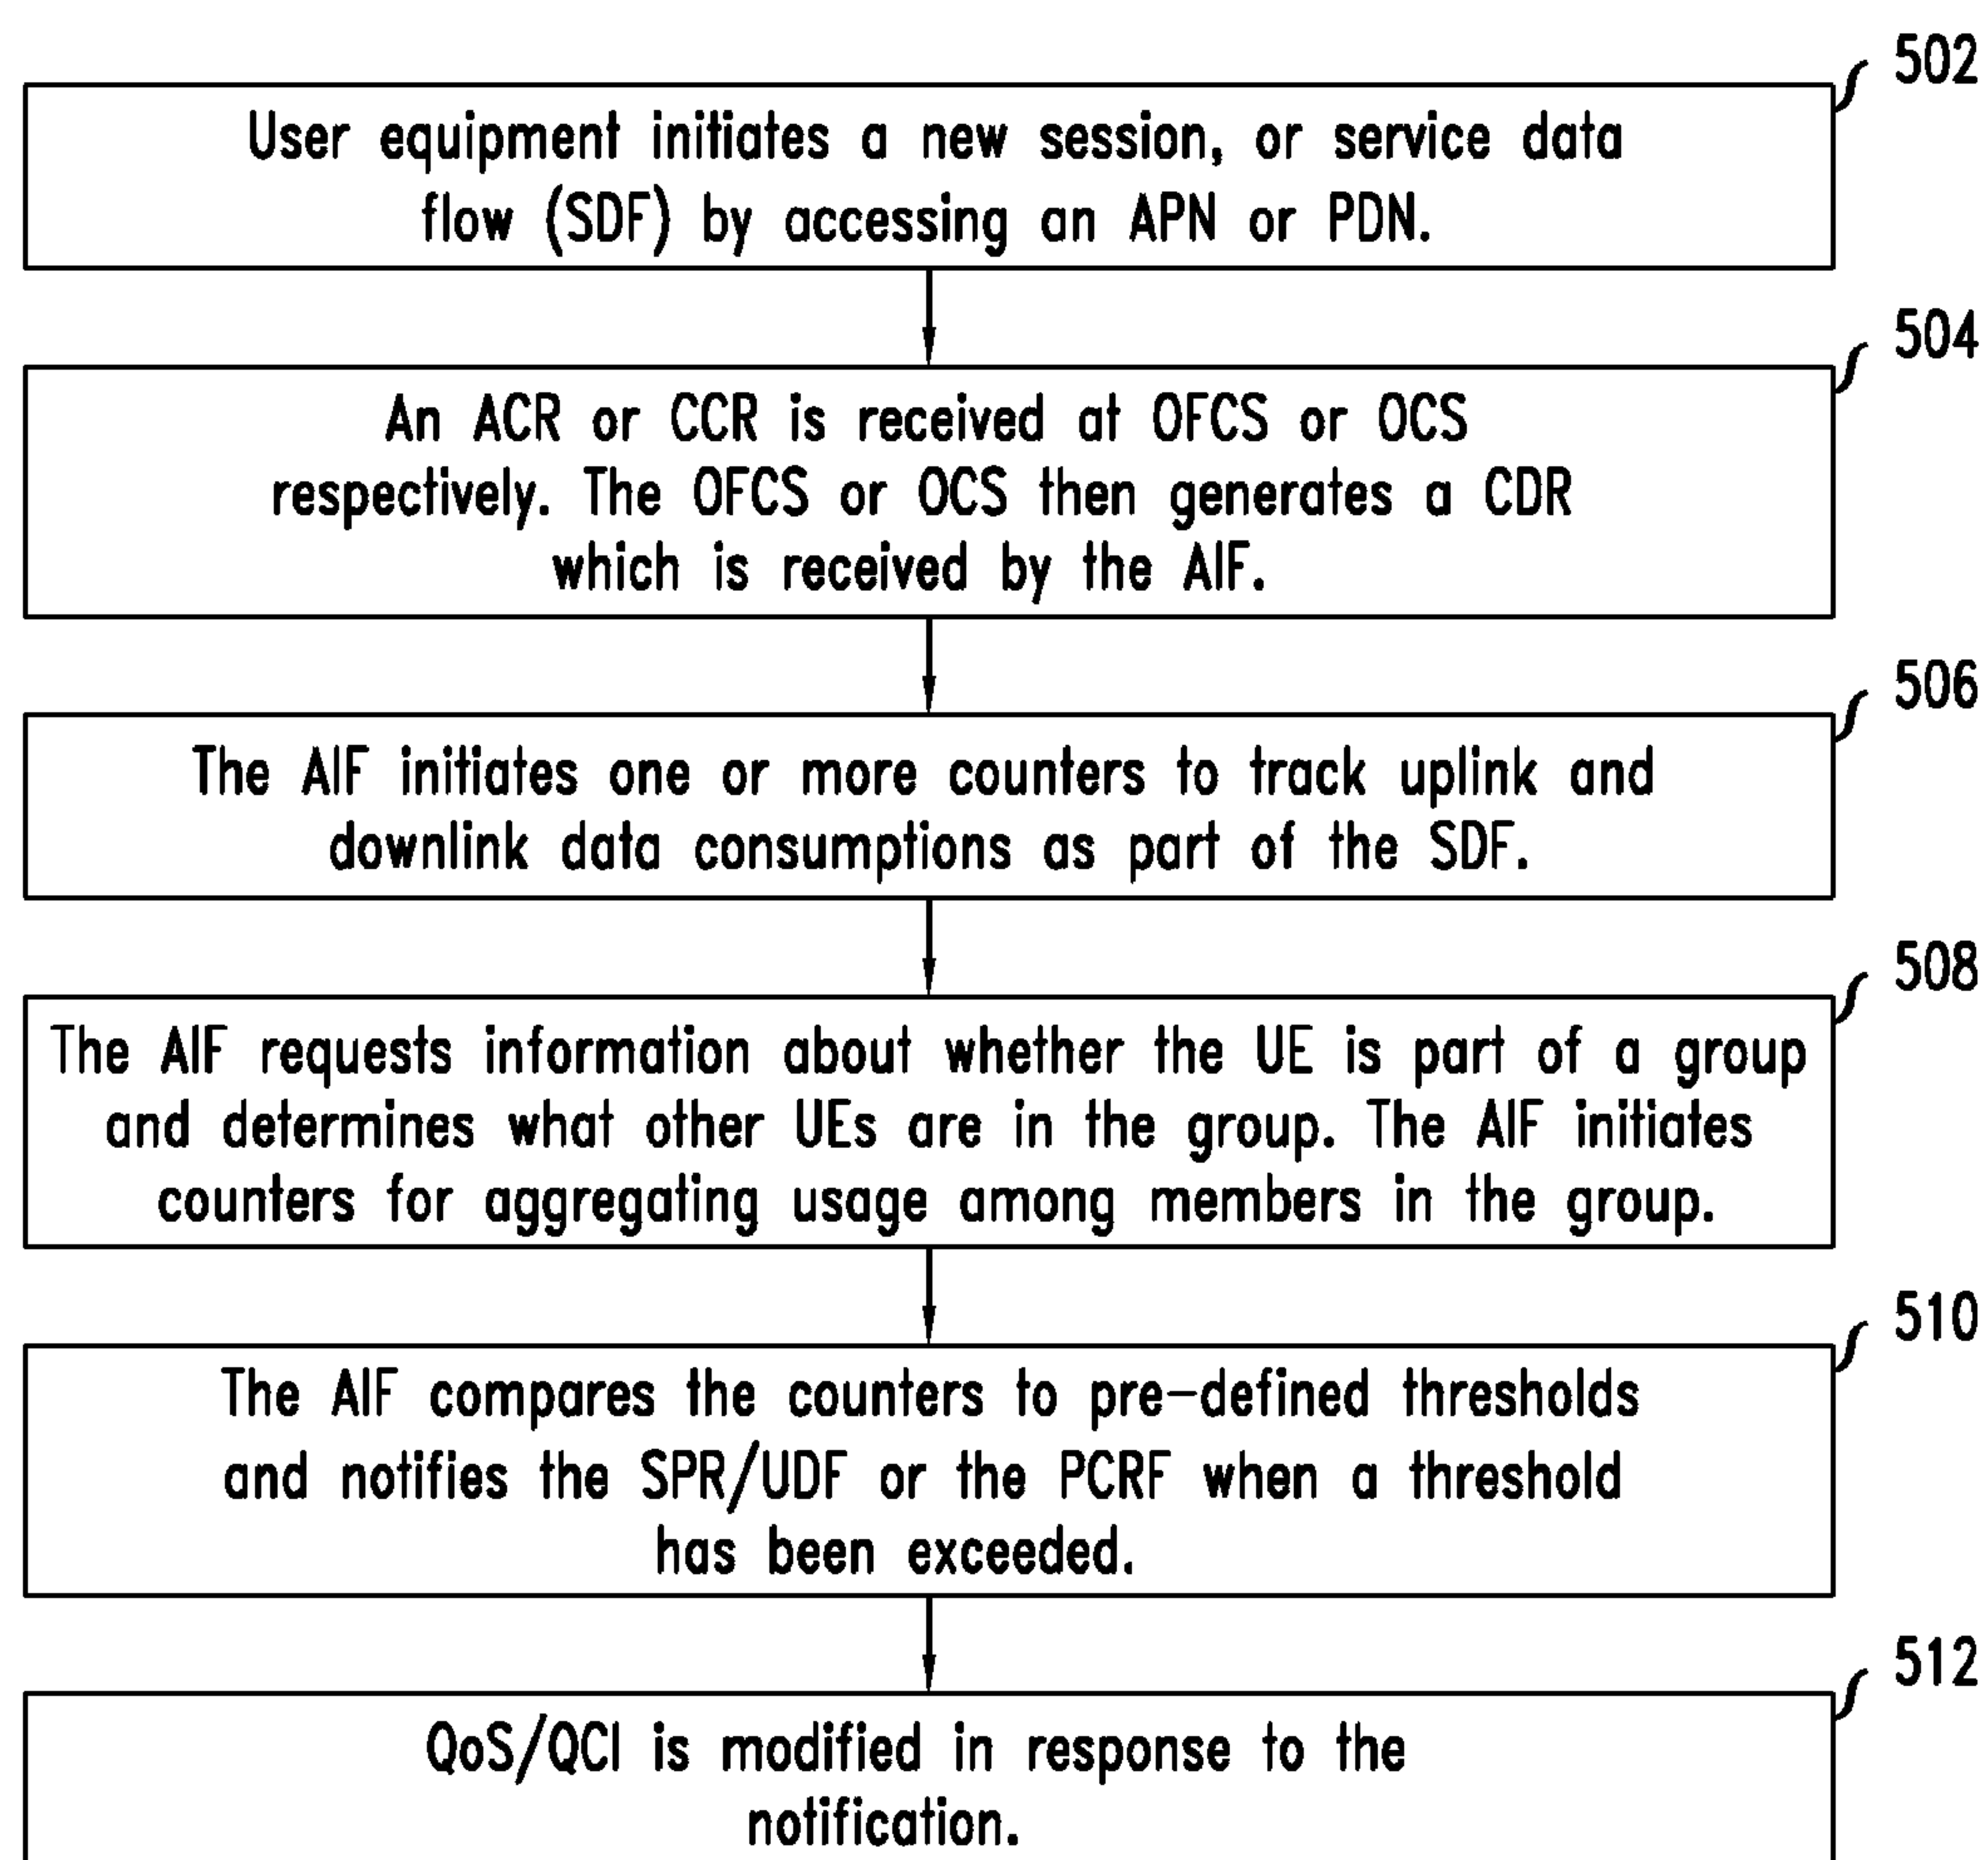 502
User equipment initiates a new session, or service data
flow (SDF) by accessing an APN or PDN.
504
An ACR or CCR is received at OFCS or OCS
respectively. The OFCS or OCS then generates a CDR
which is received by the AIF.
506
The AIF initiates one or more counters to track uplink and
downlink data consumptions as part of the SDF.
508
The AIF requests information about whether the UE is part of a group
and determines what other UEs are in the group. The AIF initiates
counters for aggregating usage among members in the group.
510
The AIF compares the counters to pre-defined thresholds
and notifies the SPR/UDF or the PCRF when a threshold
has been exceeded.
512
QoS/QCI is modified in response to the
notification.